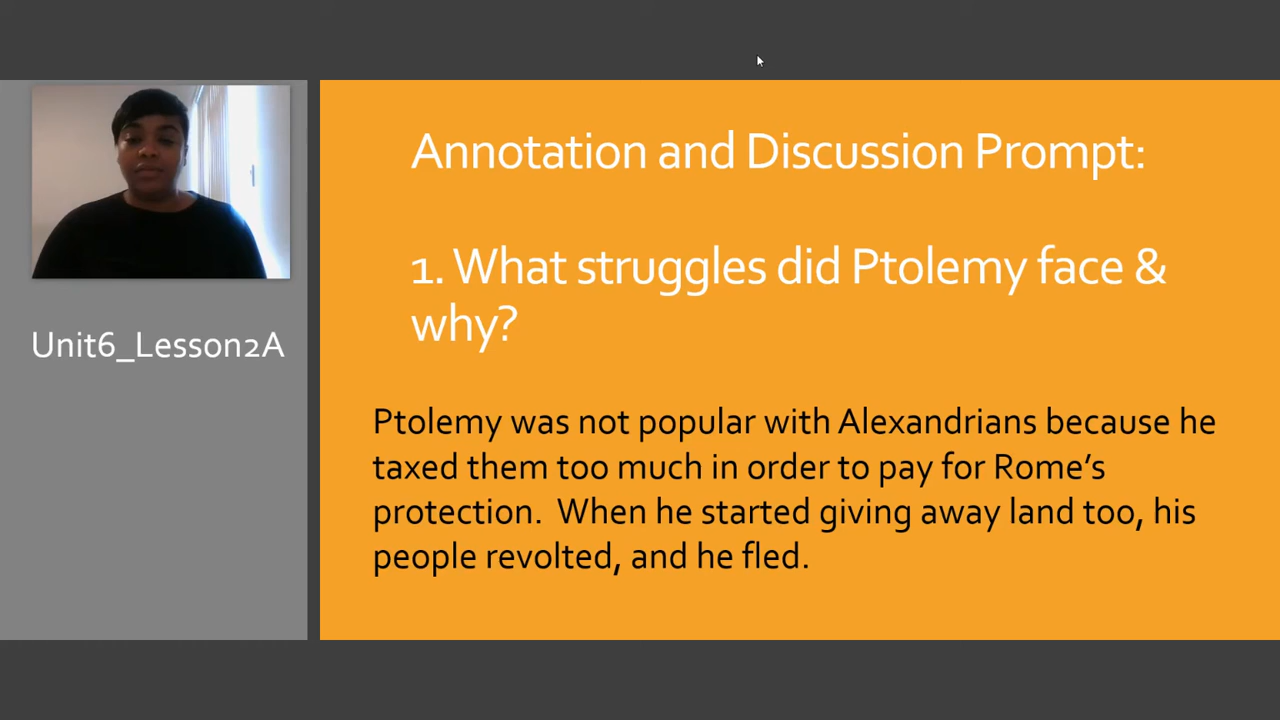 Annotation and Discussion Prompt:
1. What struggles did Ptolemy face &
why?
Unit6_Lesson2A
Ptolemy was not popular with Alexandrians because he
taxed them too much in order to pay for Rome’s
protection.  When he started giving away land too, his
people revolted, and he fled.